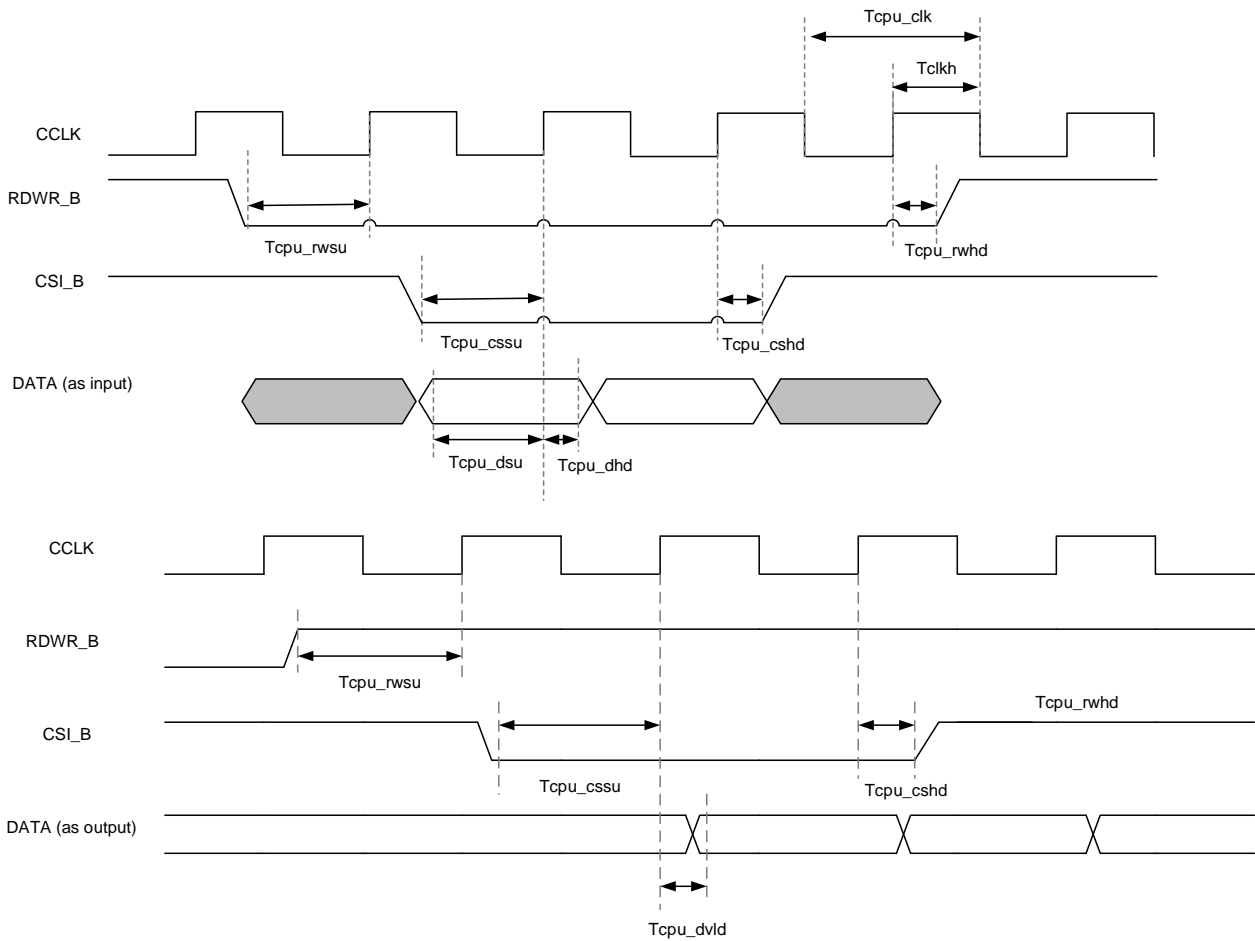 Tcpu_clk
Tclkh
CCLK
RDWR_B
Tcpu_rwsu
Tcpu_rwhd
CSI_B
Tcpu_cssu
Tcpu_cshd
DATA (as input)
Tcpu_dsu
Tcpu_dhd
CCLK
RDWR_B
Tcpu_rwsu
Tcpu_rwhd
CSI_B
Tcpu_cssu
Tcpu_cshd
DATA (as output)
Tcpu_dvld